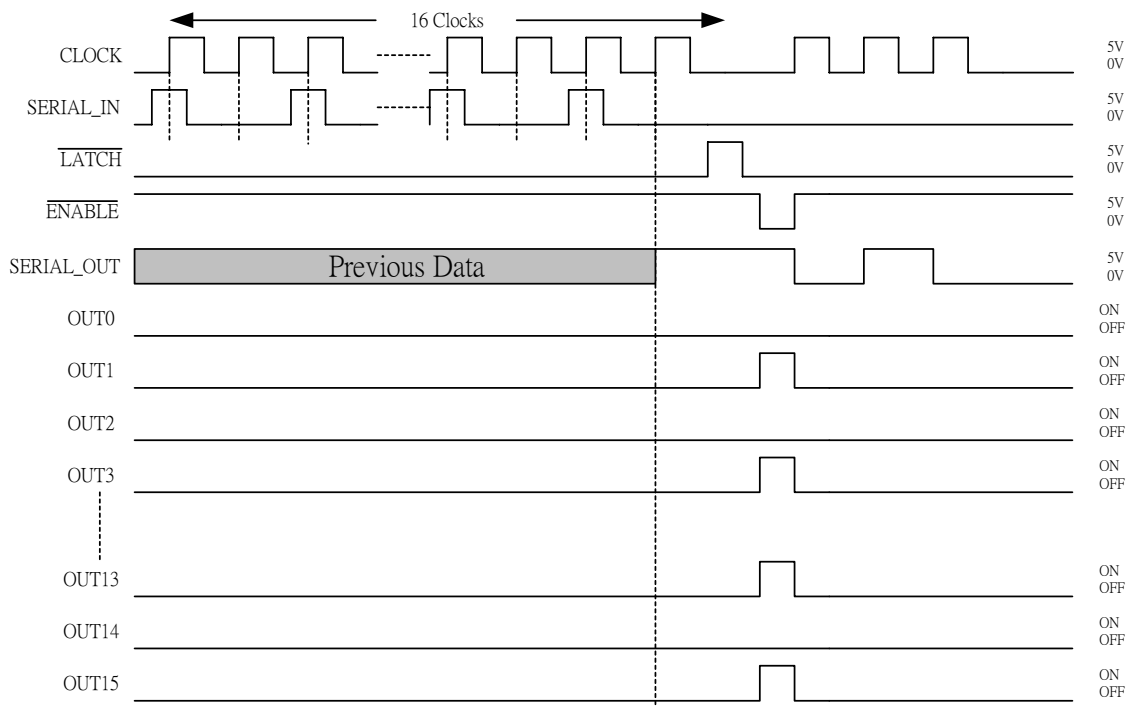 16 Clocks
CLOCK
5V
0V
SERIAL_IN
5V
0V
LATCH
5V
0V
ENABLE
5V
0V
SERIAL_OUT
Previous Data
5V
0V
OUT0
ON
OFF
OUT1
ON
OFF
OUT2
ON
OFF
OUT3
ON
OFF
OUT13
ON
OFF
OUT14
ON
OFF
OUT15
ON
OFF